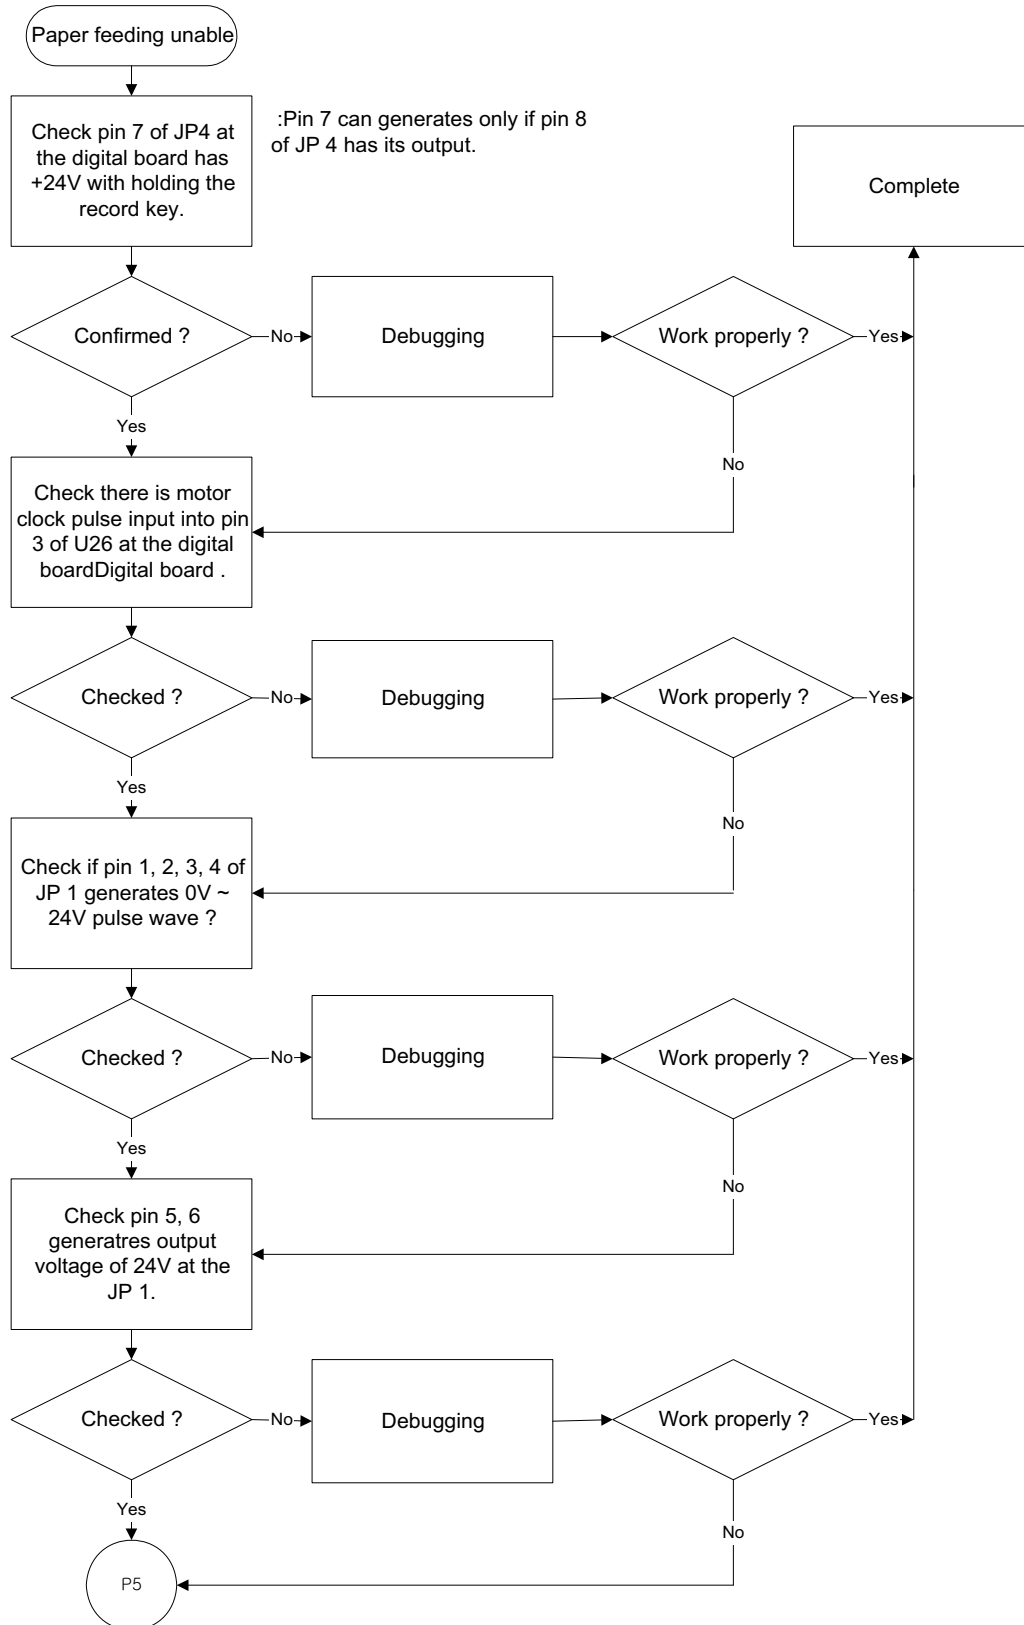 Paper feeding unable
Check pin 7 of JP4 at
the digital board has
+24V with holding the
record key.
:Pin 7 can generates only if pin 8
of JP 4 has its output.
Complete
Confirmed ?
No
Debugging
Work properly ?
Yes
Yes
No
Check there is motor
clock pulse input into pin
3 of U26 at the digital
boardDigital board .
Checked ?
No
Debugging
Work properly ?
Yes
Yes
No
Check if pin 1, 2, 3, 4 of
JP 1 generates 0V ~
24V pulse wave ?
Checked ?
No
Debugging
Work properly ?
Yes
Yes
No
Check pin 5, 6
generatres output
voltage of 24V at the
JP 1.
Checked ?
No
Debugging
Work properly ?
Yes
Yes
No
P5